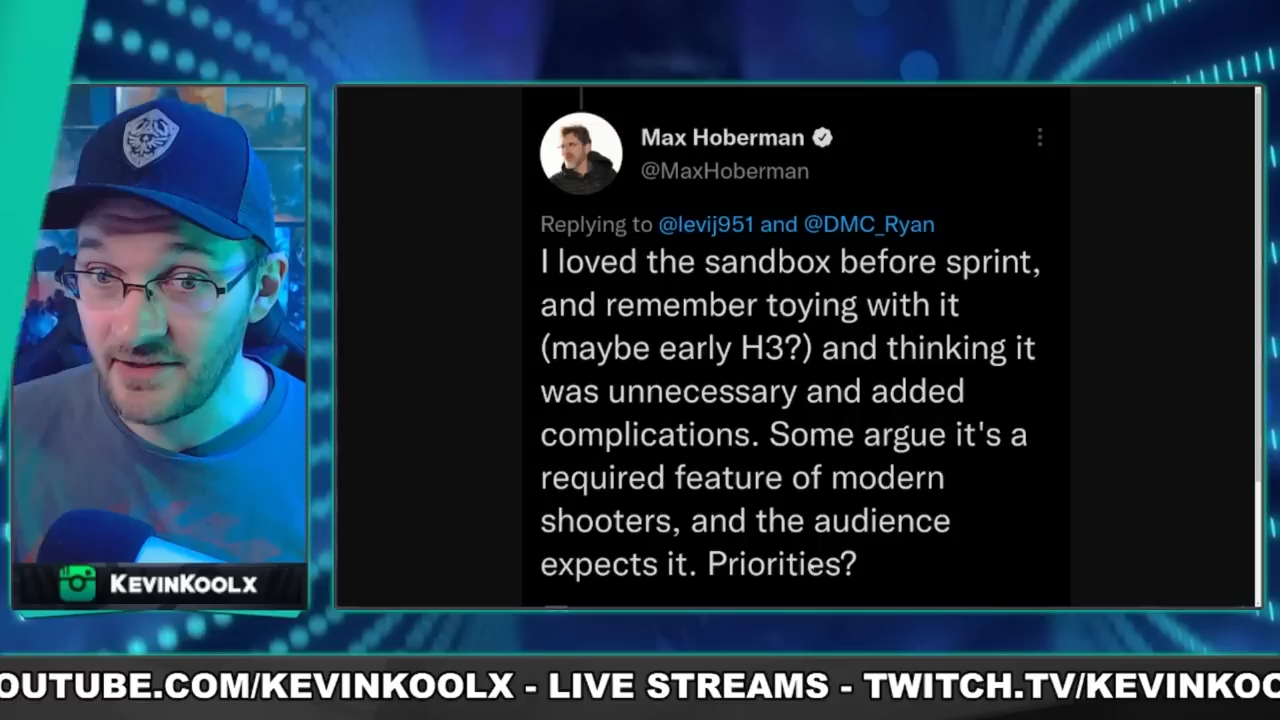 Max Hoberman
@MaxHoberman
Replying to @levij951 and @DMC_Ryan
I loved the sandbox before sprint,
and remember toying with it
(maybe early H3?) and thinking it
was unnecessary and added
complications. Some argue it's a
required feature of modern
shooters, and the audience
expects it. Priorities?
KEVINKOOLX
OUTUBE.COM/KEVINKOOLX - LIVE STREAMS - TWITCH.TV/KEVINKOO